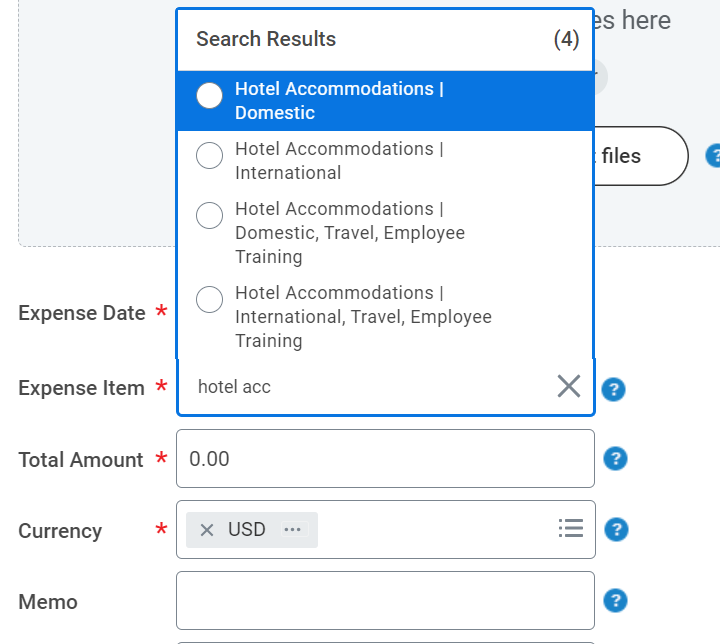 es here
Search Results (4)
Hotel Accommodations |
Domestic
Hotel Accommodations |
International
files
Hotel Accommodations |
Domestic, Travel, Employee
Training
Hotel Accommodations |
International, Travel, Employee
Training
Expense Date *
Expense Item * hotel acc ?
Total Amount * 0.00 ?
Currency * USD ?
Memo ?